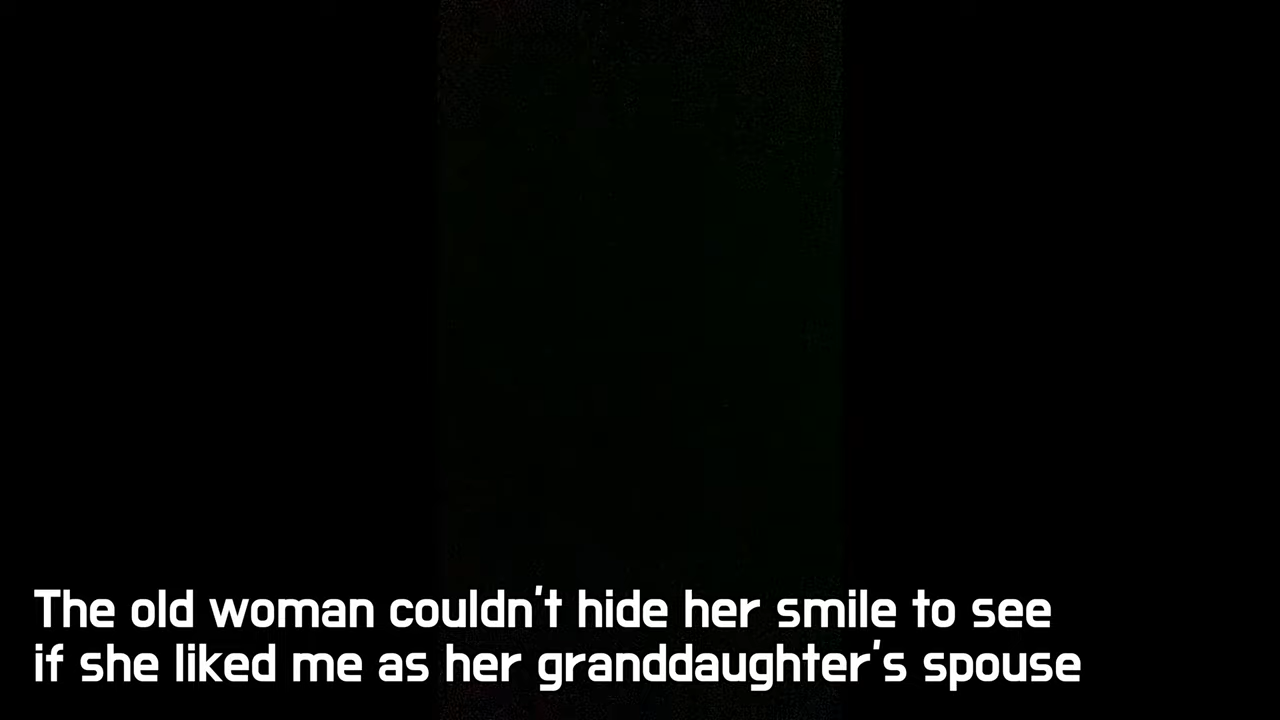 The old woman couldn't hide her smile to see
if she liked me as her granddaughter's spouse